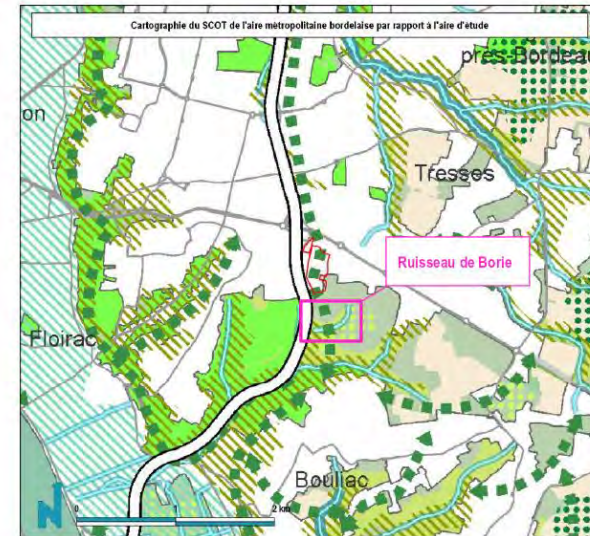 Cartographie du SCOT de l'aire métropolitaine bordelaise par rapport à l'aire d'étude
près-Bordeau
on
Tresses
Ruisseau de Borie
Floirac
Bouliac
N
0 1 2 km